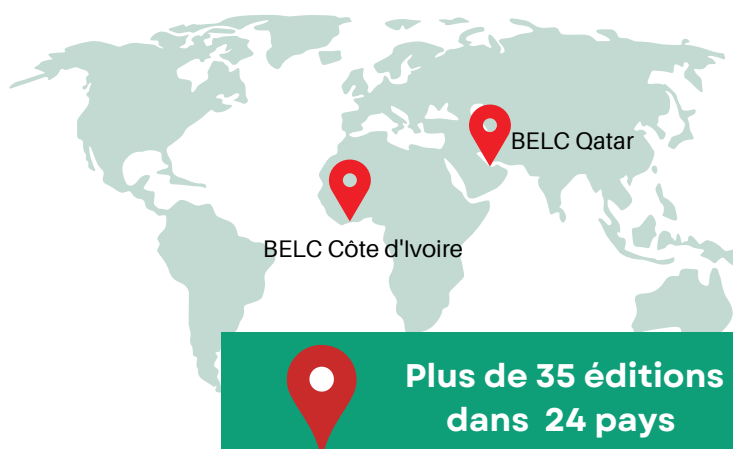 BELC Qatar
BELC Côte d'Ivoire
Plus de 35 éditions
dans 24 pays